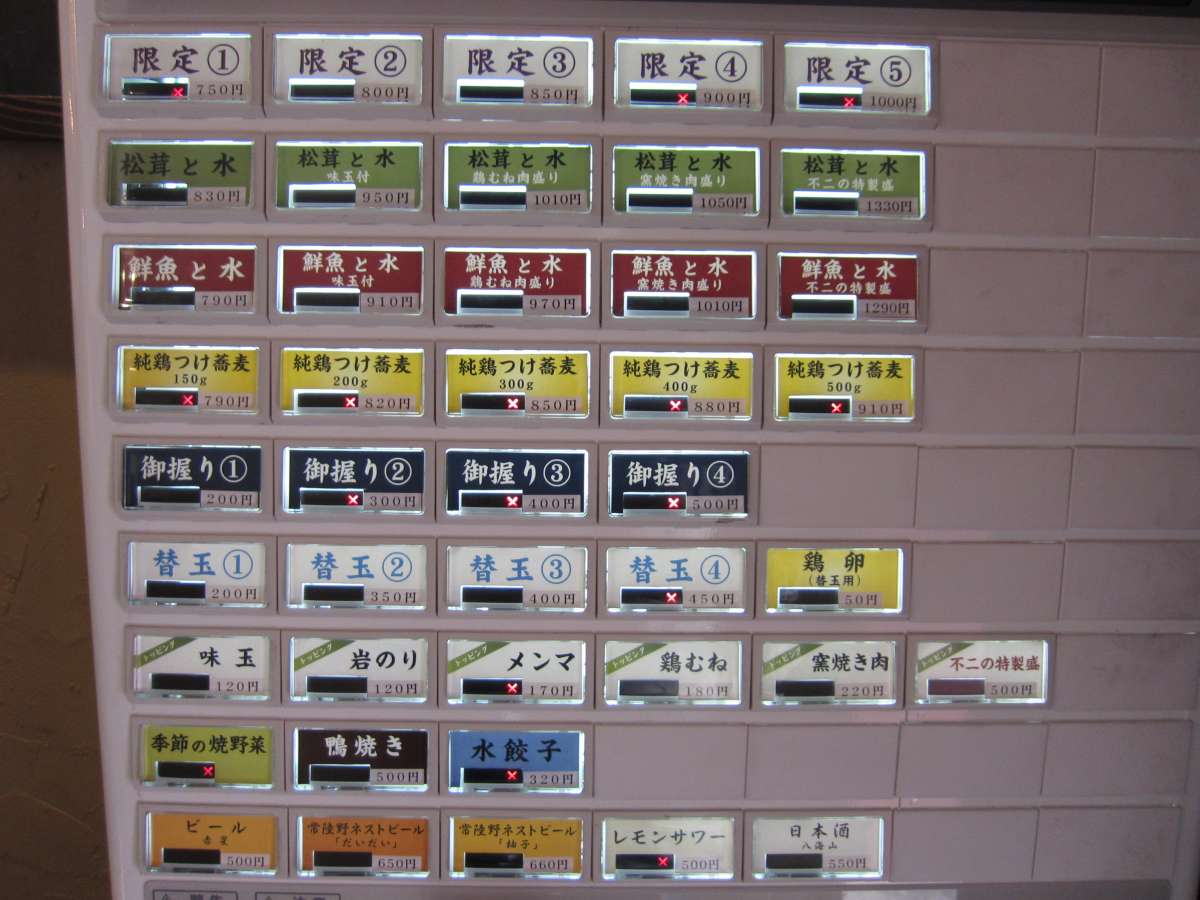 限定①
750円
限定②
800円
限定③
850円
限定④
900円
限定⑤
1000円
松茸と水
830円
松茸と水
味玉付
950円
松茸と水
鶏むね肉盛り
1010円
松茸と水
窯焼き肉盛り
1050円
松茸と水
不二の特製盛
1330円
鮮魚と水
790円
鮮魚と水
味玉付
910円
鮮魚と水
鶏むね肉盛り
970円
鮮魚と水
窯焼き肉盛り
1010円
鮮魚と水
不二の特製盛
1290円
純鶏つけ蕎麦
150g
790円
純鶏つけ蕎麦
200g
820円
純鶏つけ蕎麦
300g
850円
純鶏つけ蕎麦
400g
880円
純鶏つけ蕎麦
500g
910円
御握り①
200円
御握り②
300円
御握り③
400円
御握り④
500円
替玉①
200円
替玉②
350円
替玉③
400円
替玉④
450円
鶏卵
(替玉用)
50円
トッピング
味玉
120円
トッピング
岩のり
120円
トッピング
メンマ
170円
トッピング
鶏むね
180円
トッピング
窯焼き肉
220円
トッピング
不二の特製盛
500円
季節の焼野菜
鴨焼き
500円
水餃子
320円
ビール
赤星
500円
常陸野ネストビール
「だいだい」
650円
常陸野ネストビール
「柚子」
660円
レモンサワー
500円
日本酒
八海山
550円